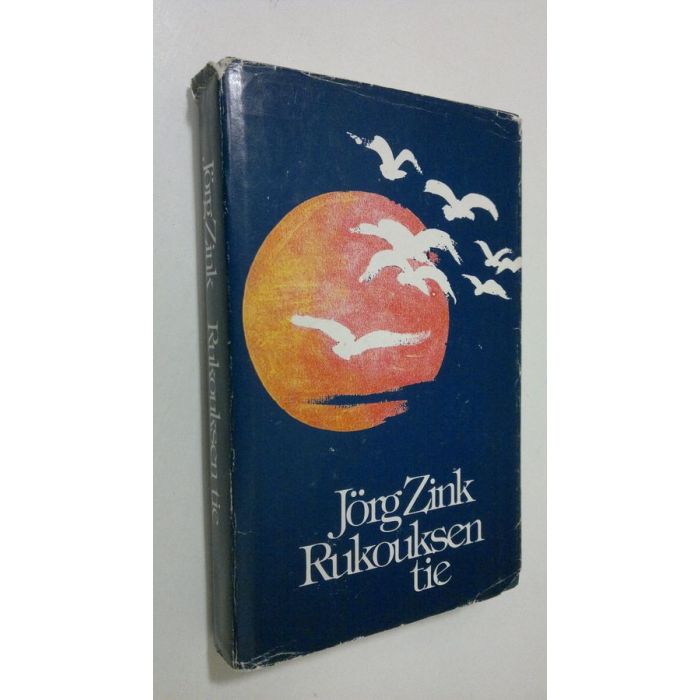 Jörg Zink Rukouksen tie
Jörg Zink
Rukouksen
tie